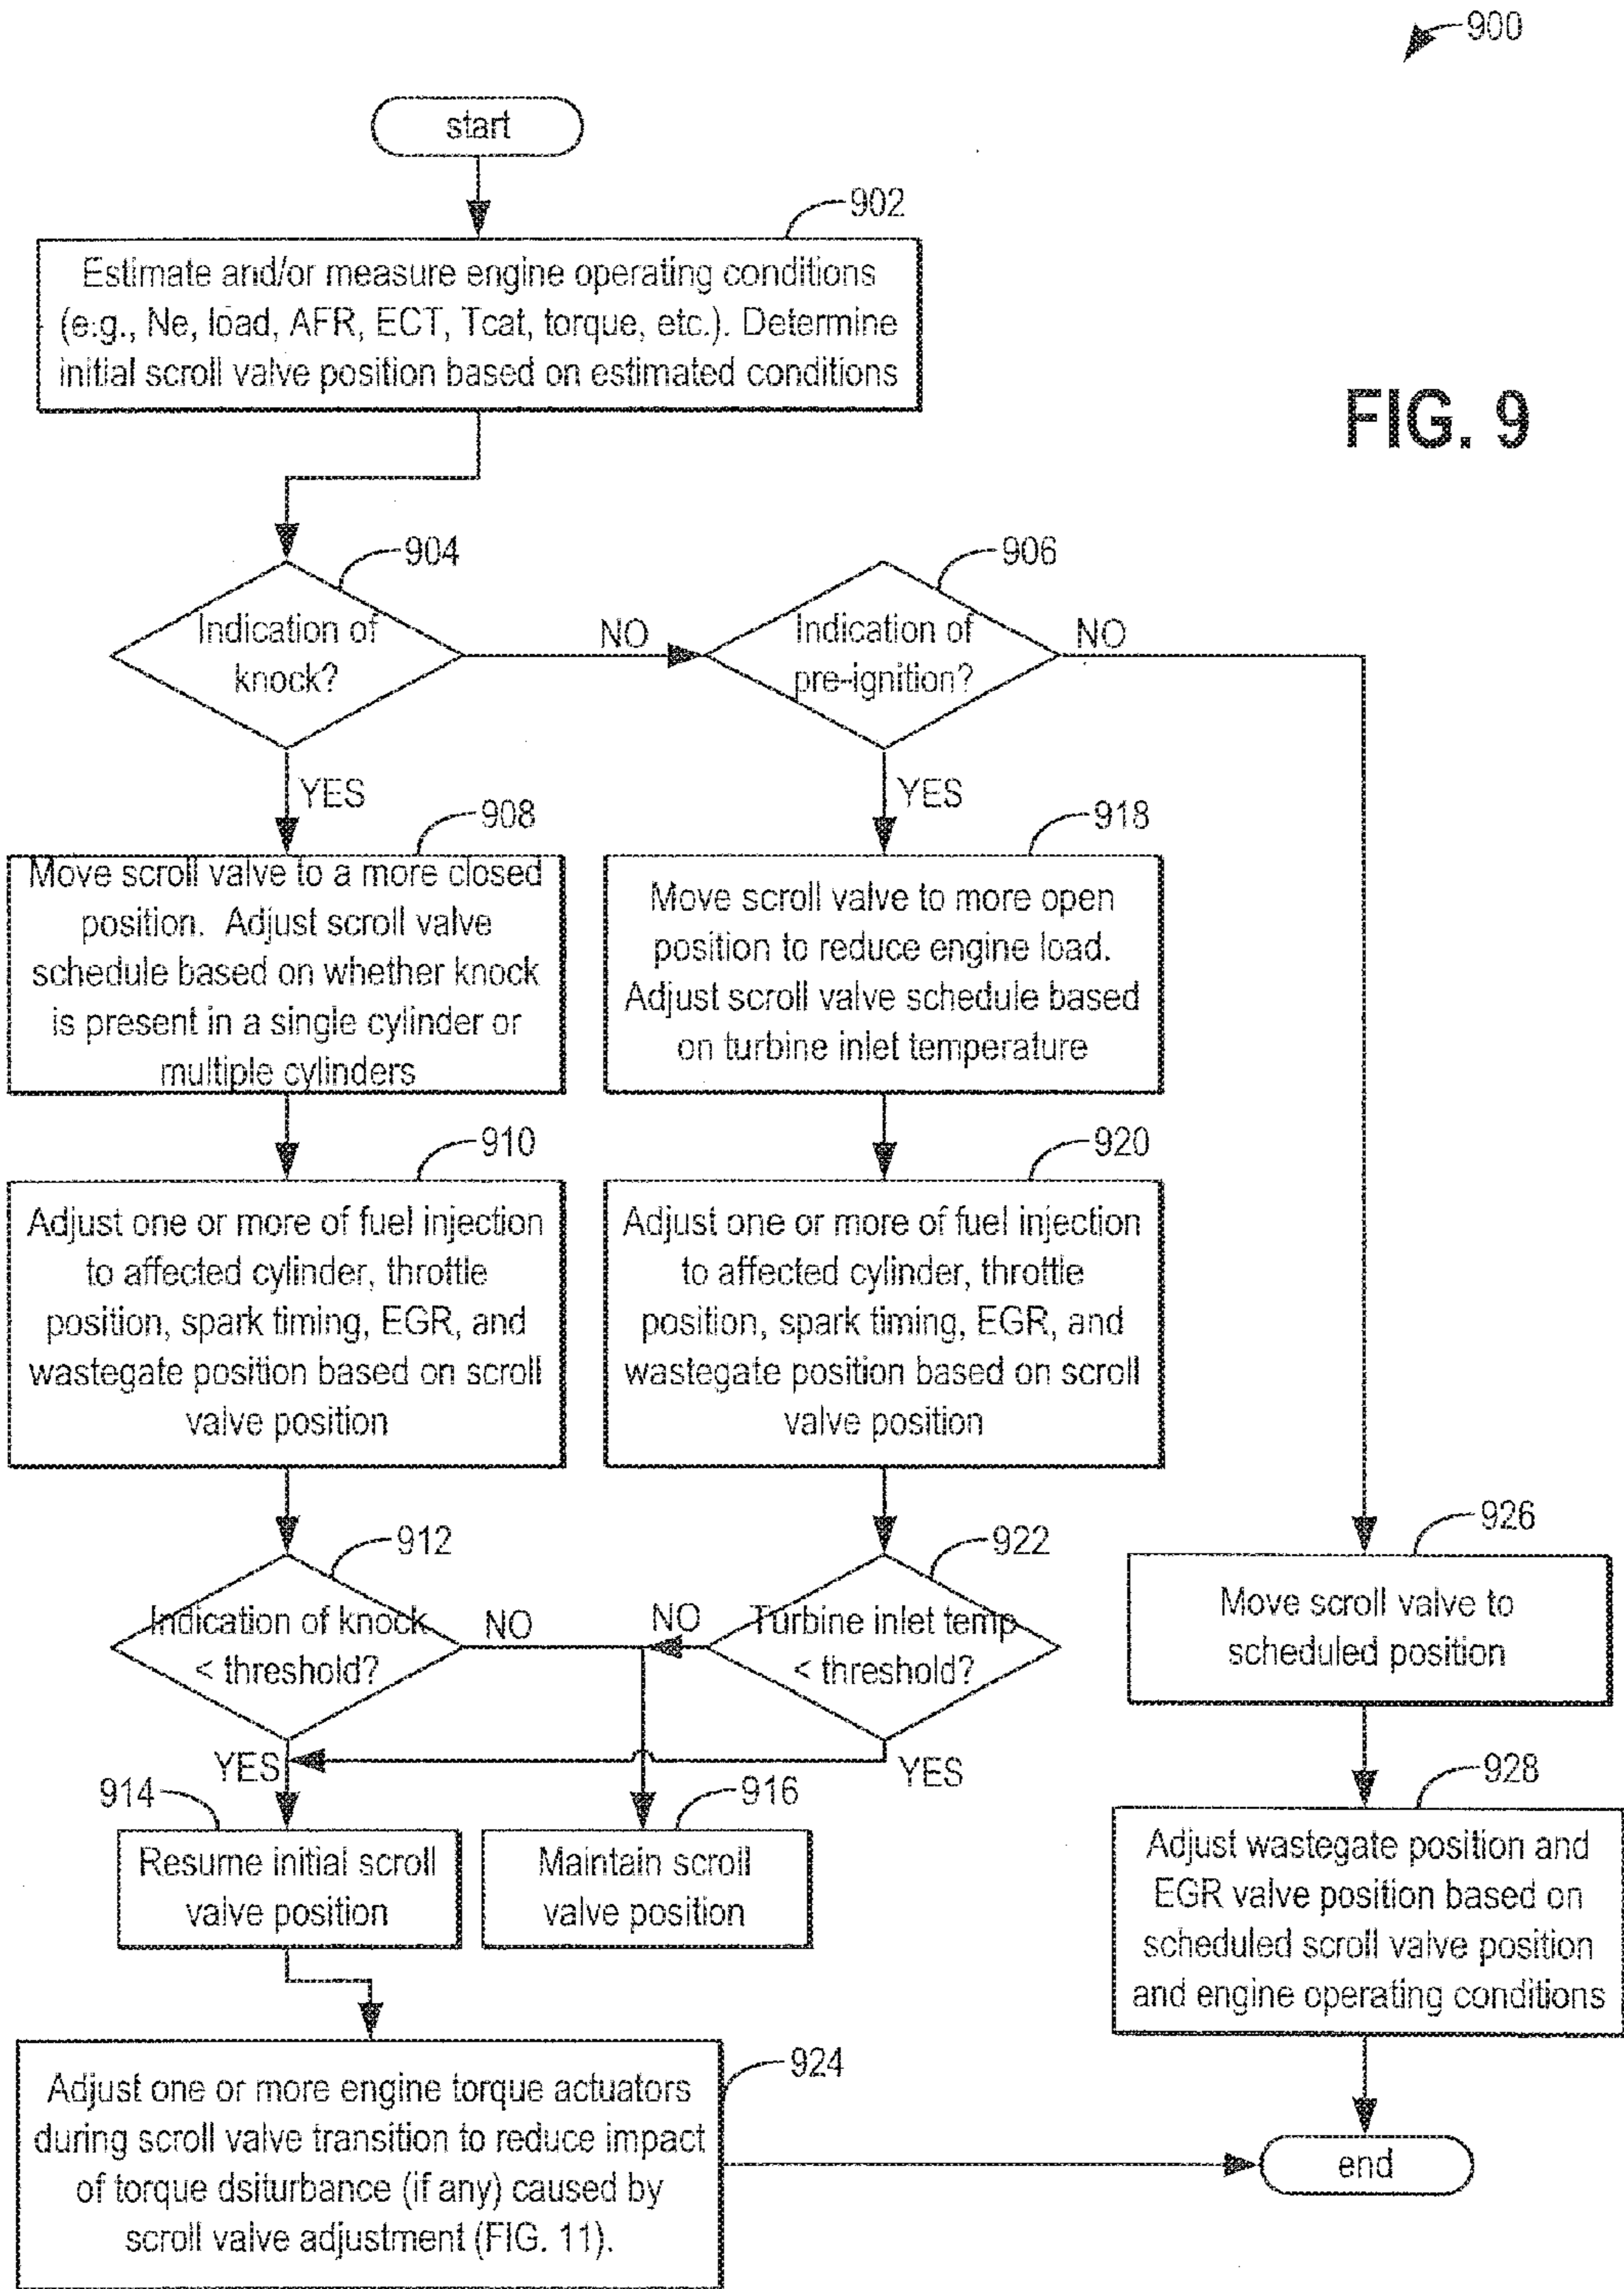 900
start
902
Estimate and/or measure engine operating conditions
(e.g., Ne, load, AFR, ECT, Tcat, torque, etc.). Determine
initial scroll valve position based on estimated conditions
FIG. 9
904
Indication of
knock?
NO
906
Indication of
pre-ignition?
NO
YES
908
Move scroll valve to a more closed
position. Adjust scroll valve
schedule based on whether knock
is present in a single cylinder or
multiple cylinders
YES
918
Move scroll valve to more open
position to reduce engine load.
Adjust scroll valve schedule based
on turbine inlet temperature
910
Adjust one or more of fuel injection
to affected cylinder, throttle
position, spark timing, EGR, and
wastegate position based on scroll
valve position
920
Adjust one or more of fuel injection
to affected cylinder, throttle
position, spark timing, EGR, and
wastegate position based on scroll
valve position
912
Indication of knock
< threshold?
NO
922
Turbine inlet temp
< threshold?
NO
926
Move scroll valve to
scheduled position
YES
YES
914
Resume initial scroll
valve position
916
Maintain scroll
valve position
928
Adjust wastegate position and
EGR valve position based on
scheduled scroll valve position
and engine operating conditions
924
Adjust one or more engine torque actuators
during scroll valve transition to reduce impact
of torque dsiturbance (if any) caused by
scroll valve adjustment (FIG. 11).
end